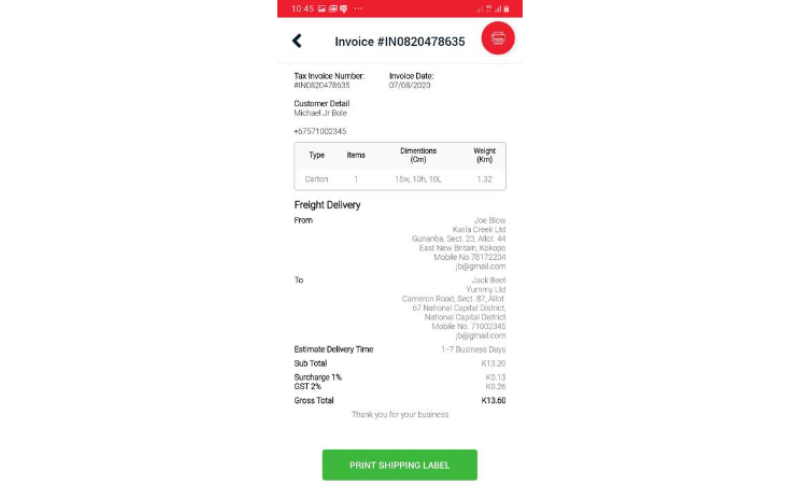 10:45
Invoice #IN0820478635
Tax Invoice Number: Invoice Date:
#IN0820478635 07/08/2020
Customer Detail
Michael Jr Bole
+67571002345
Type Items Dimentions (Cm) Weight (Km)
Carton 1 15w, 10h, 10L 1.32
Freight Delivery
From Joe Blow
Kwila Creek Ltd
Gunanba, Sect. 23, Allot. 44
East New Britain, Kokopo
Mobile No.78172204
jb@gmail.com
To Jack Beet
Yummy Ltd
Cameron Road, Sect. 87, Allot.
67 National Capital District,
National Capital District
Mobile No. 71002345
jb@gmail.com
Estimate Delivery Time 1-7 Business Days
Sub Total K13.20
Surcharge 1% K0.13
GST 2% K0.26
Gross Total K13.60
Thank you for your business
PRINT SHIPPING LABEL